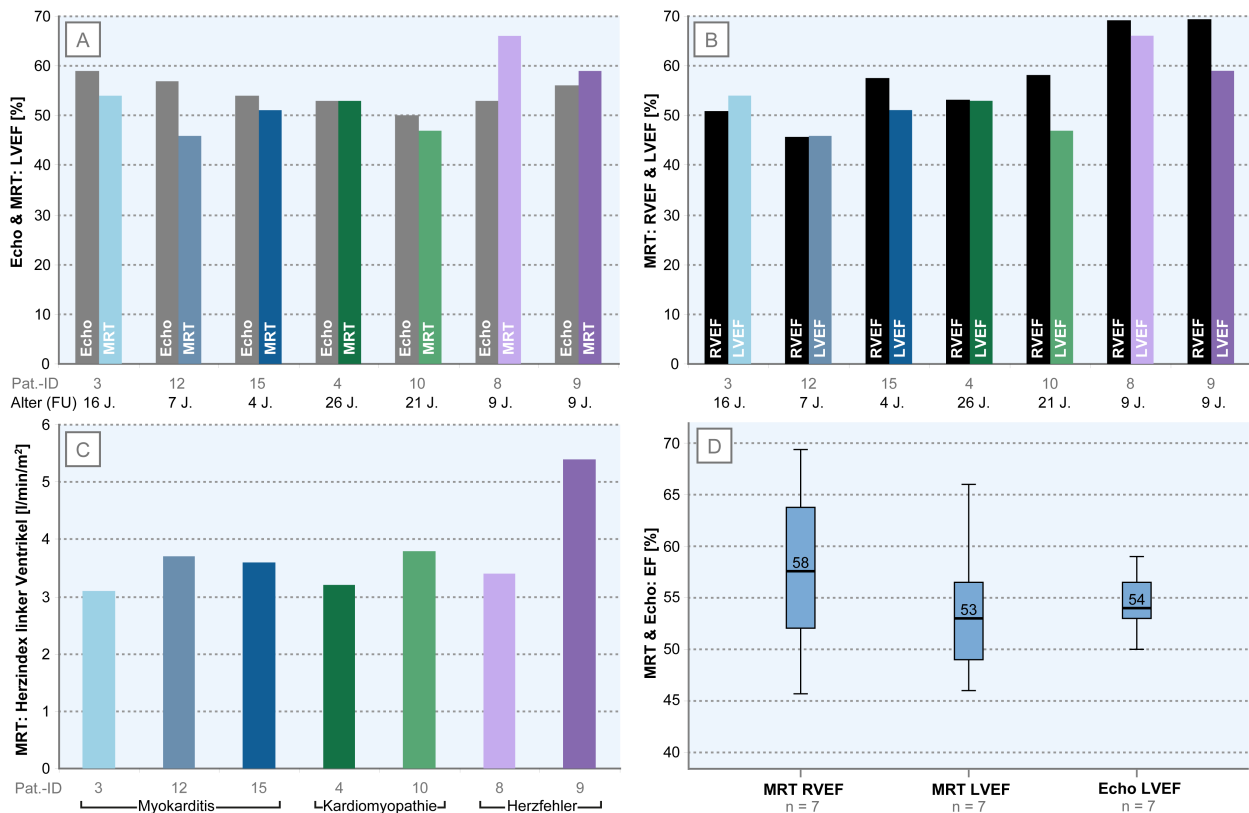 A
Echo & MRT: LVEF [%]
70
60
50
40
30
20
10
0
Echo MRT Echo MRT Echo MRT Echo MRT Echo MRT Echo MRT Echo MRT
Pat.-ID 3 12 15 4 10 8 9
Alter (FU) 16 J. 7 J. 4 J. 26 J. 21 J. 9 J. 9 J.
B
MRT: RVEF & LVEF [%]
70
60
50
40
30
20
10
0
RVEF LVEF RVEF LVEF RVEF LVEF RVEF LVEF RVEF LVEF RVEF LVEF RVEF LVEF
3 12 15 4 10 8 9
16 J. 7 J. 4 J. 26 J. 21 J. 9 J. 9 J.
C
MRT: Herzindex linker Ventrikel [l/min/m²]
6
5
4
3
2
1
0
Pat.-ID 3 12 15 4 10 8 9
Myokarditis Kardiomyopathie Herzfehler
D
MRT & Echo: EF [%]
70
65
60
55
50
45
40
58
53
54
MRT RVEF MRT LVEF Echo LVEF
n = 7 n = 7 n = 7